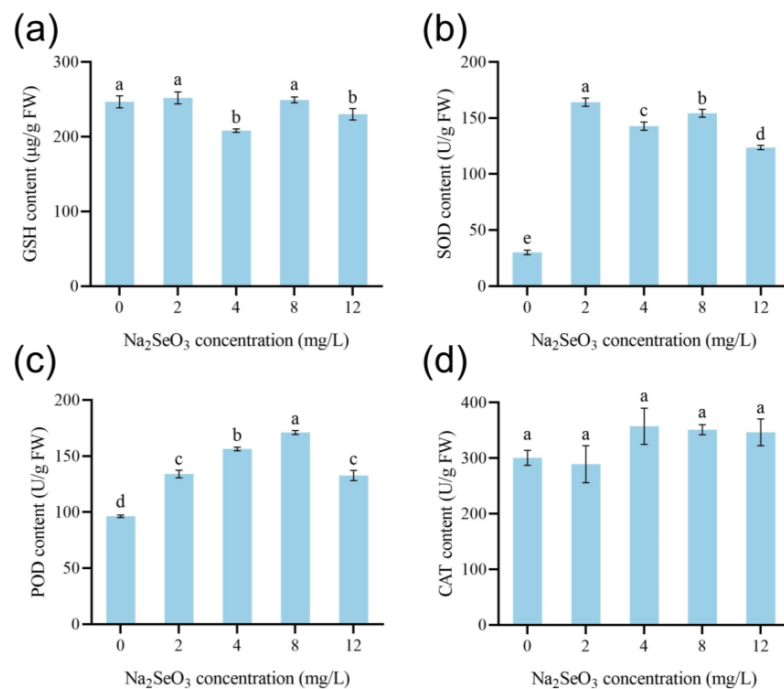 (a)
GSH content (μg/g FW)
300
200
100
0
a
a
b
a
b
0 2 4 8 12
Na₂SeO₃ concentration (mg/L)
(b)
SOD content (U/g FW)
200
150
100
50
0
e
a
c
b
d
0 2 4 8 12
Na₂SeO₃ concentration (mg/L)
(c)
POD content (U/g FW)
200
150
100
50
0
d
c
b
a
c
0 2 4 8 12
Na₂SeO₃ concentration (mg/L)
(d)
CAT content (U/g FW)
400
300
200
100
0
a
a
a
a
a
0 2 4 8 12
Na₂SeO₃ concentration (mg/L)